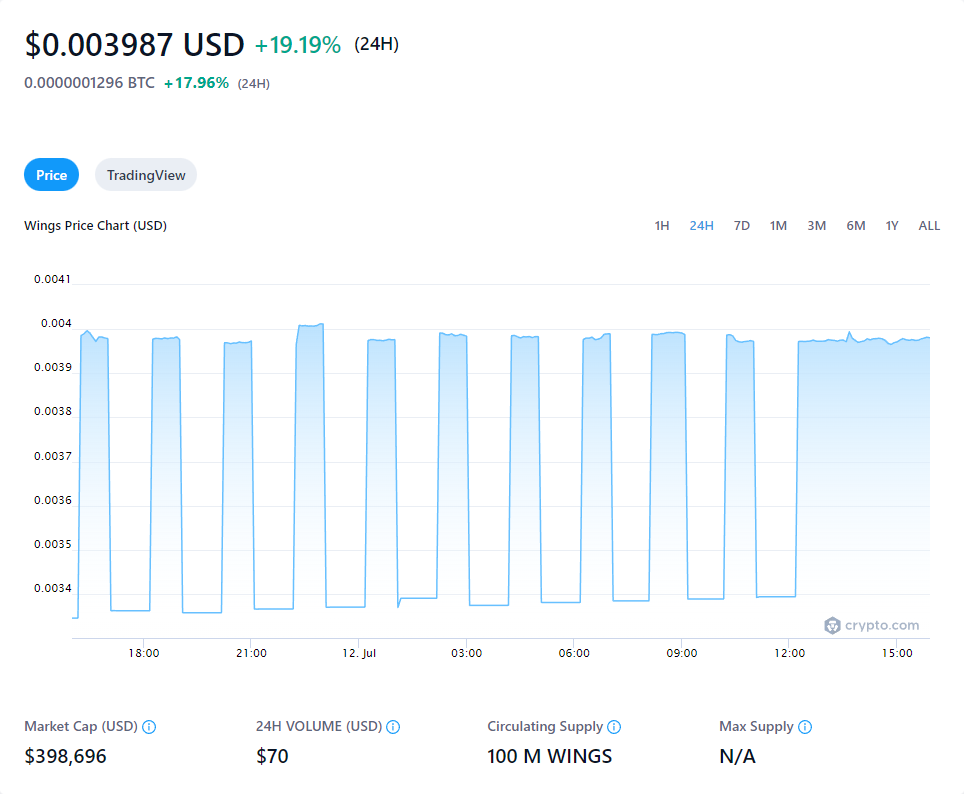 $0.003987 USD +19.19% (24H)
0.0000001296 BTC +17.96% (24H)
Price TradingView
Wings Price Chart (USD) 1H 24H 7D 1M 3M 6M 1Y ALL
0.0041
0.004
0.0039
0.0038
0.0037
0.0036
0.0035
0.0034
crypto.com
18:00 21:00 12. Jul 03:00 06:00 09:00 12:00 15:00
Market Cap (USD) 24H VOLUME (USD) Circulating Supply Max Supply
$398,696 $70 100 M WINGS N/A